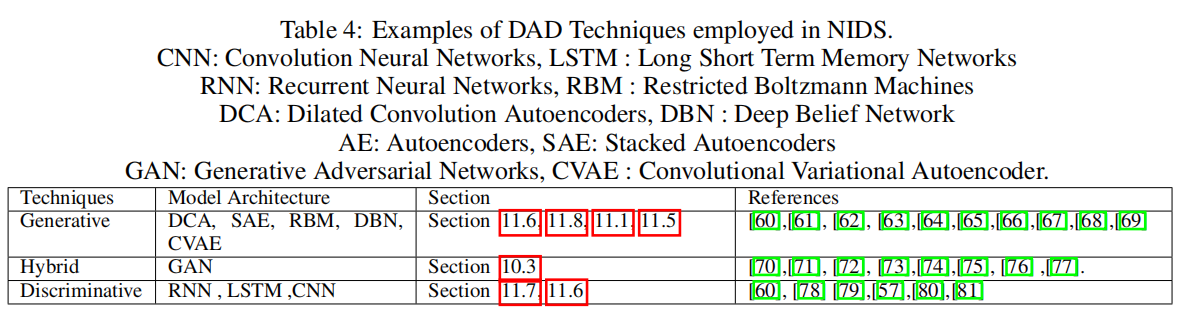 Table 4: Examples of DAD Techniques employed in NIDS.
CNN: Convolution Neural Networks, LSTM : Long Short Term Memory Networks
RNN: Recurrent Neural Networks, RBM : Restricted Boltzmann Machines
DCA: Dilated Convolution Autoencoders, DBN : Deep Belief Network
AE: Autoencoders, SAE: Stacked Autoencoders
GAN: Generative Adversarial Networks, CVAE : Convolutional Variational Autoencoder.
Techniques Model Architecture Section References
Generative DCA, SAE, RBM, DBN, Section 11.6, 11.8, 11.1, 11.5 [60],[61], [62], [63],[64],[65],[66],[67],[68],[69]
CVAE
Hybrid GAN Section 10.3 [70],[71], [72], [73],[74],[75], [76] ,[77].
Discriminative RNN , LSTM ,CNN Section 11.7, 11.6 [60], [78] [79],[57],[80],[81]